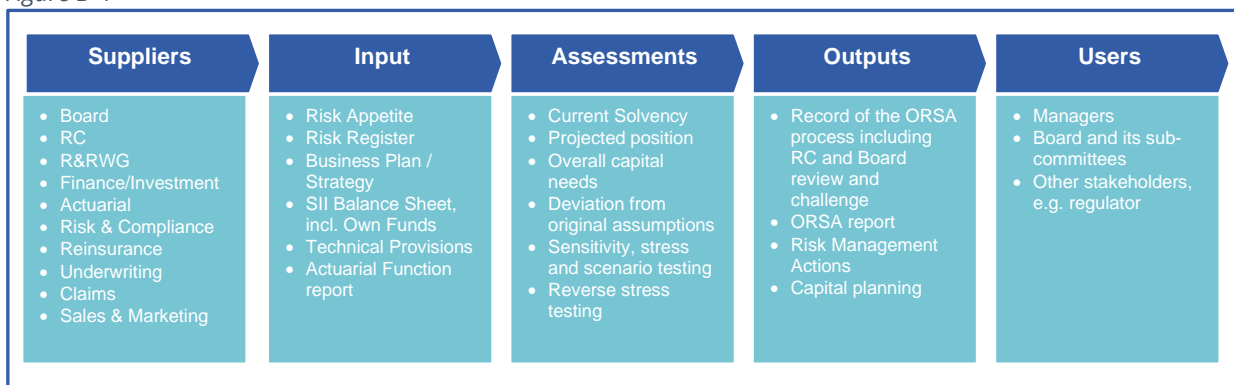 Suppliers
Board
RC
R&RWG
Finance/Investment
Actuarial
Risk & Compliance
Reinsurance
Underwriting
Claims
Sales & Marketing
Input
Risk Appetite
Risk Register
Business Plan /
Strategy
SII Balance Sheet,
incl. Own Funds
Technical Provisions
Actuarial Function
report
Assessments
Current Solvency
Projected position
Overall capital
needs
Deviation from
original assumptions
Sensitivity, stress
and scenario testing
Reverse stress
testing
Outputs
Record of the ORSA
process including
RC and Board
review and
challenge
ORSA report
Risk Management
Actions
Capital planning
Users
Managers
Board and its sub-
committees
Other stakeholders,
e.g. regulator